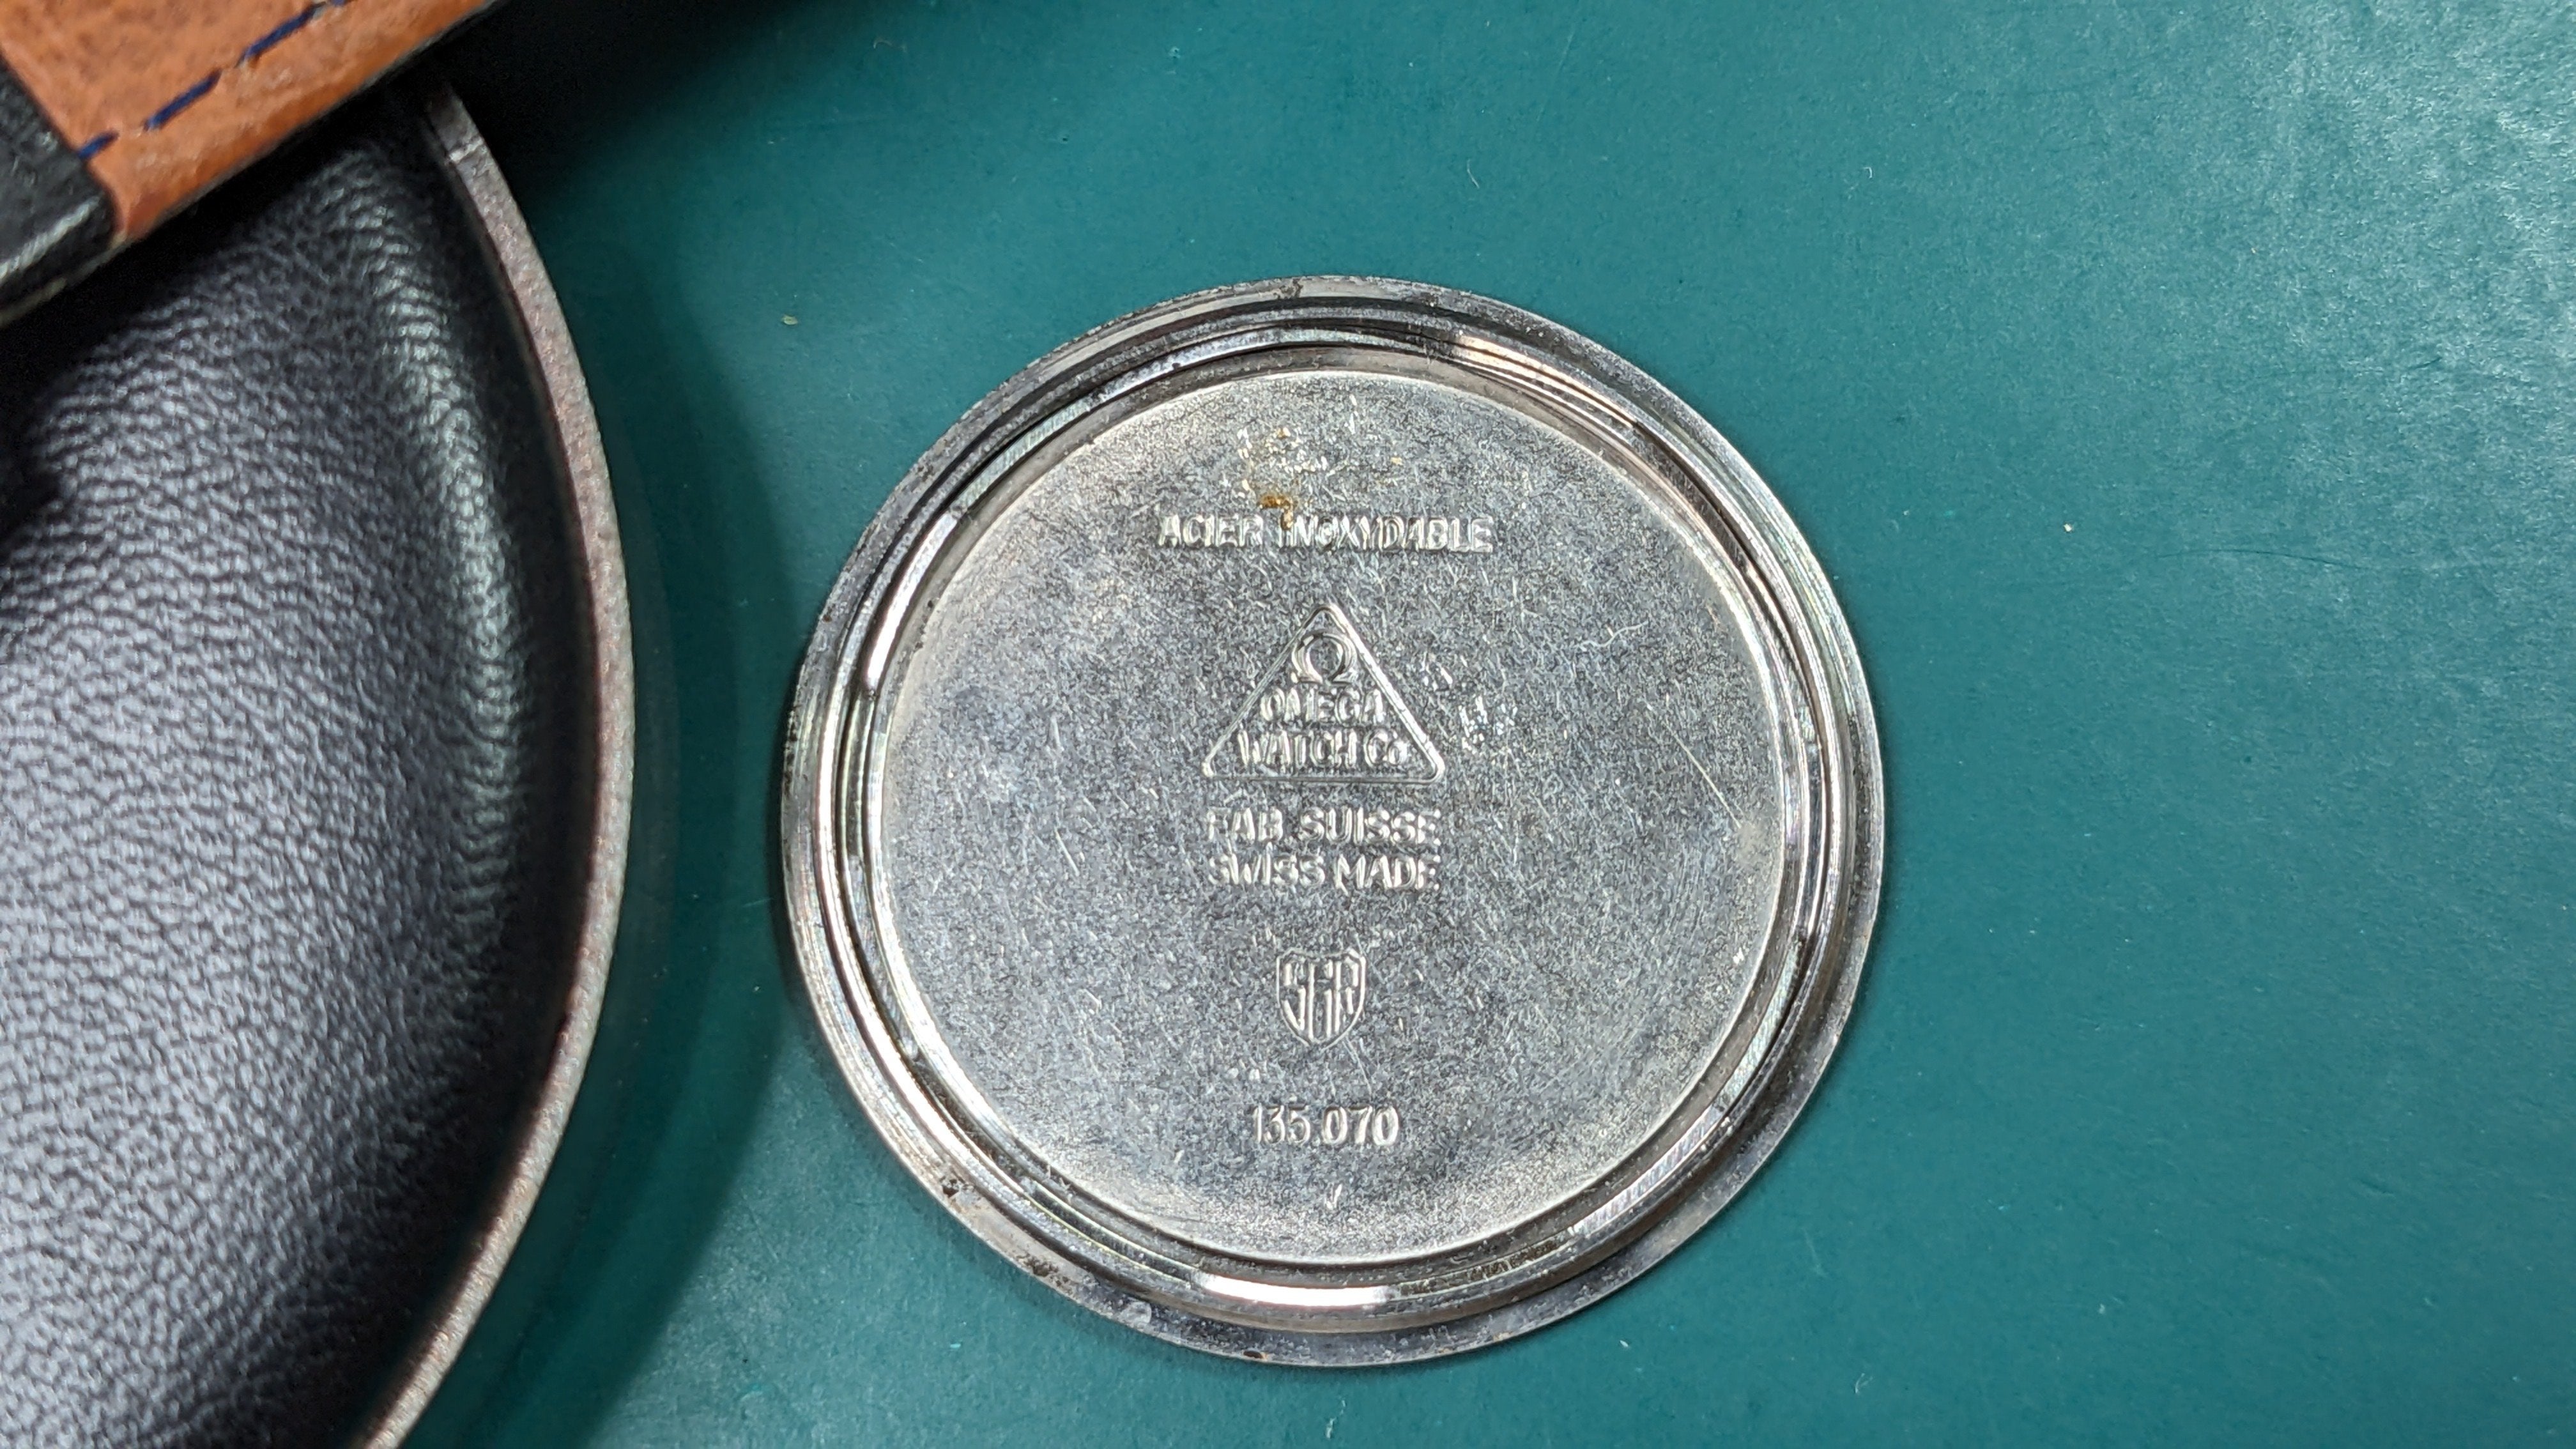 ACIER INOXYDABLE
Ω
OMEGA
WATCH Co
FAB. SUISSE
SWISS MADE
SGR
135.070